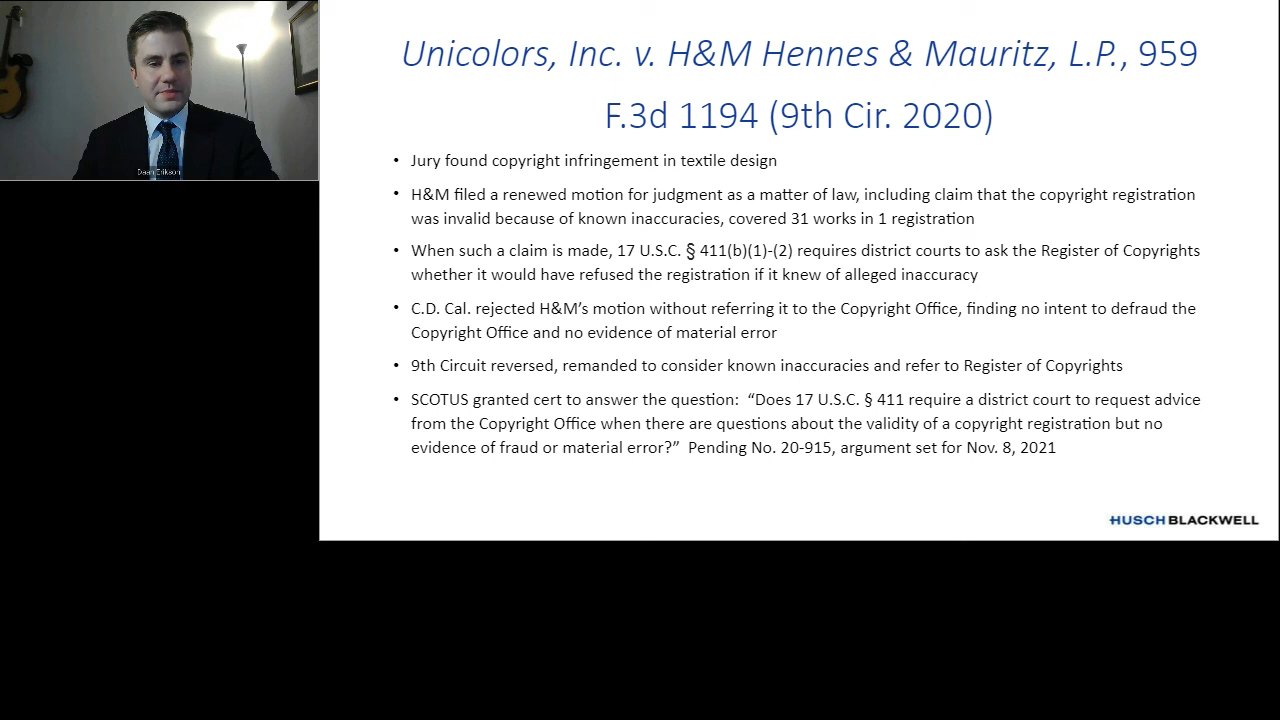 Daan Erikson
Unicolors, Inc. v. H&M Hennes & Mauritz, L.P., 959
F.3d 1194 (9th Cir. 2020)
• Jury found copyright infringement in textile design
• H&M filed a renewed motion for judgment as a matter of law, including claim that the copyright registration
was invalid because of known inaccuracies, covered 31 works in 1 registration
• When such a claim is made, 17 U.S.C. § 411(b)(1)-(2) requires district courts to ask the Register of Copyrights
whether it would have refused the registration if it knew of alleged inaccuracy
• C.D. Cal. rejected H&M’s motion without referring it to the Copyright Office, finding no intent to defraud the
Copyright Office and no evidence of material error
• 9th Circuit reversed, remanded to consider known inaccuracies and refer to Register of Copyrights
• SCOTUS granted cert to answer the question:  “Does 17 U.S.C. § 411 require a district court to request advice
from the Copyright Office when there are questions about the validity of a copyright registration but no
evidence of fraud or material error?”  Pending No. 20-915, argument set for Nov. 8, 2021
HUSCH BLACKWELL